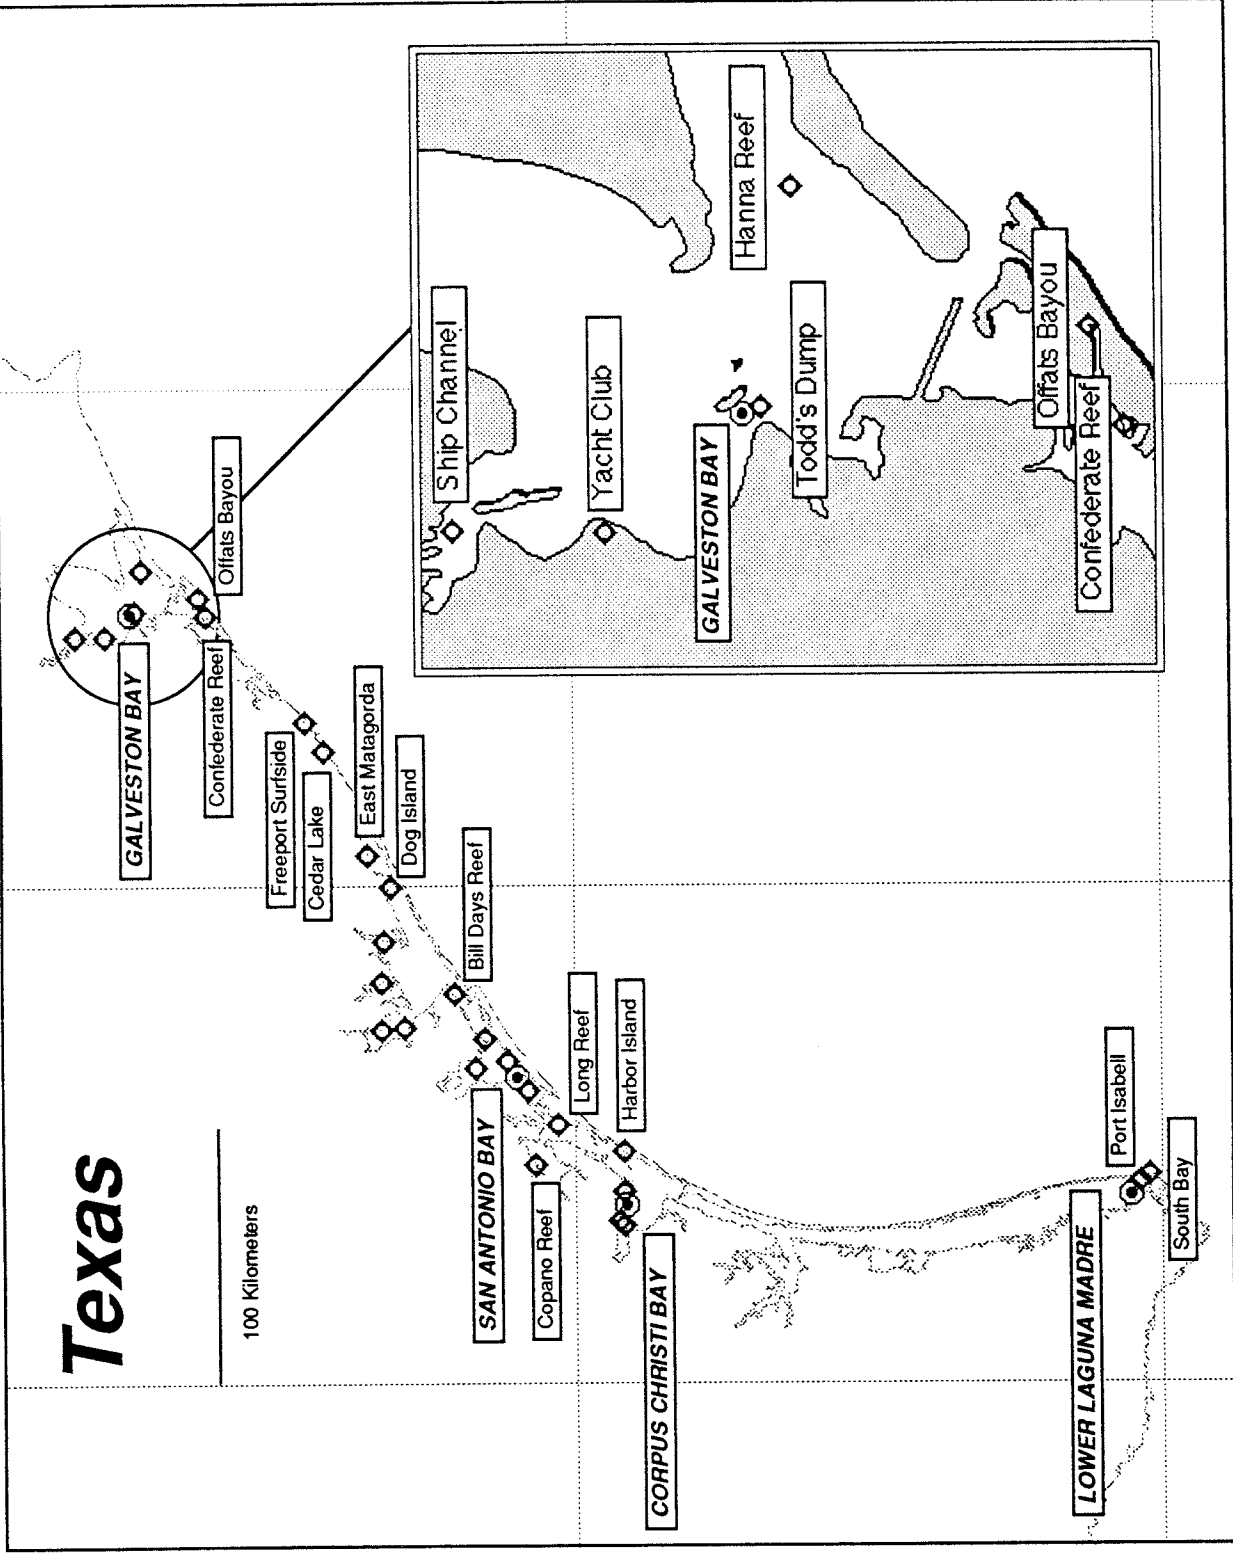 Texas
100 Kilometers
GALVESTON BAY
Confederate Reef
Offats Bayou
Freeport Surfside
Cedar Lake
East Matagorda
Dog Island
Bill Days Reef
SAN ANTONIO BAY
Copano Reef
Long Reef
Harbor Island
CORPUS CHRISTI BAY
LOWER LAGUNA MADRE
Port Isabell
South Bay
Ship Channel
Yacht Club
GALVESTON BAY
Hanna Reef
Todd's Dump
Offats Bayou
Confederate Reef